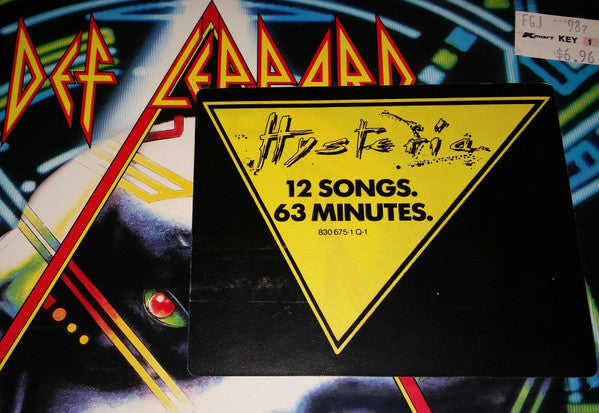 DEF LEPPARD
FGJ 987
Kmart KEY 1
$6.96
Hysteria
12 SONGS.
63 MINUTES.
830 675-1 Q-1